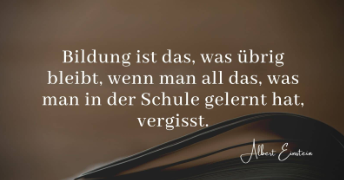 Bildung ist das, was übrig
bleibt, wenn man all das, was
man in der Schule gelernt hat,
vergisst.
Albert Einstein